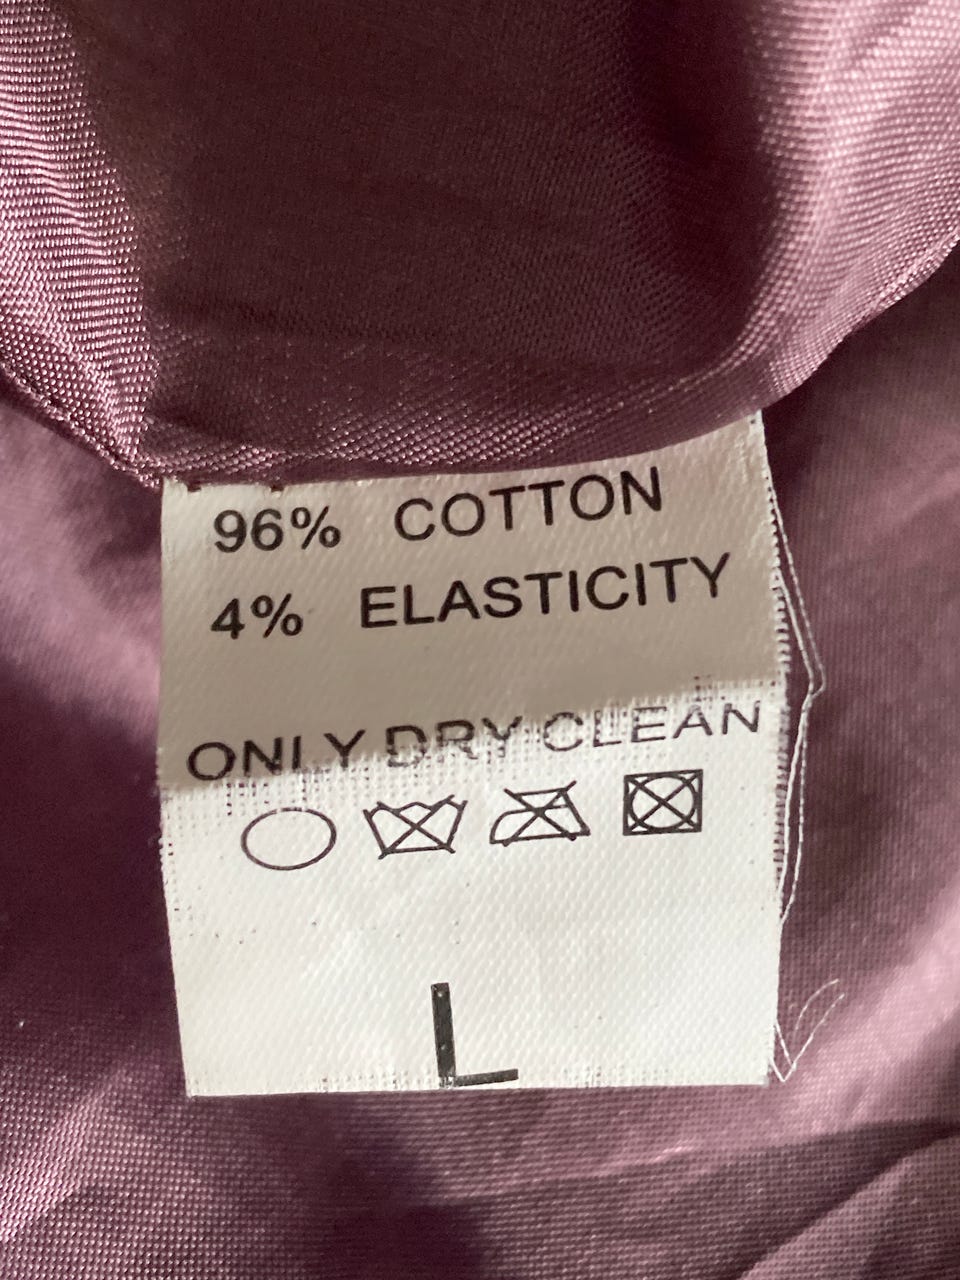 96% COTTON
4% ELASTICITY
ONLY DRY CLEAN
L